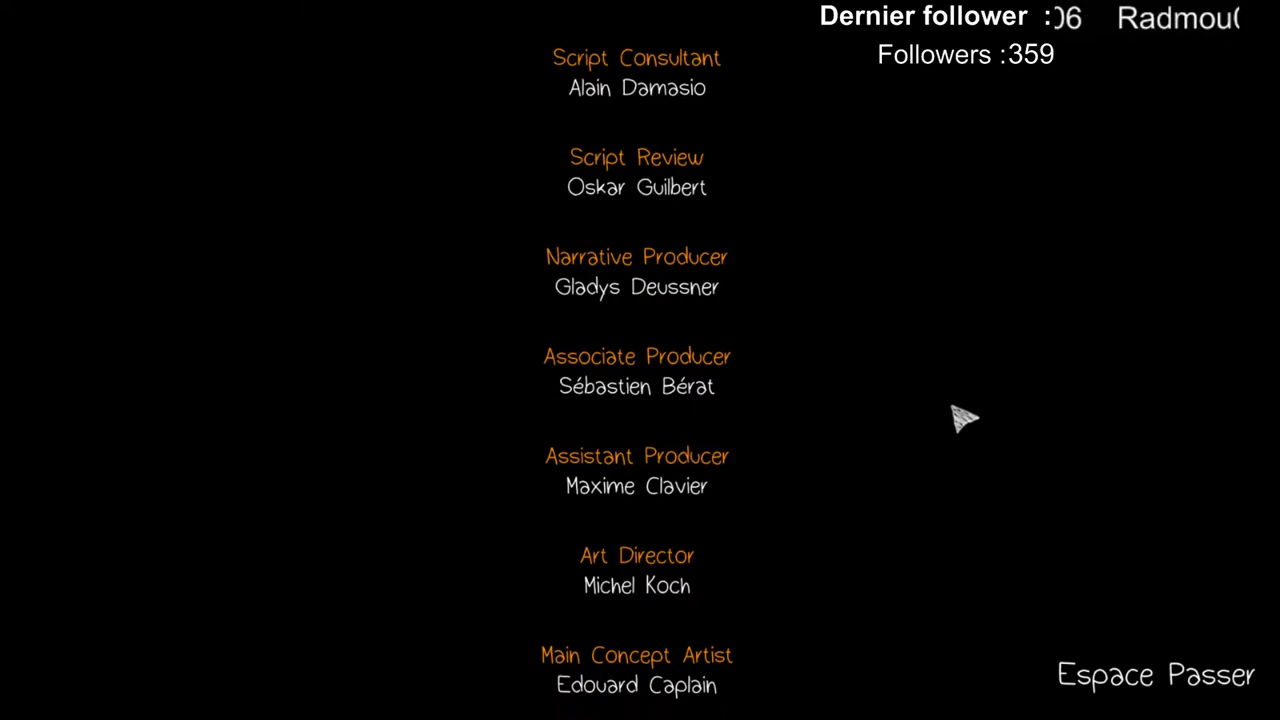 Dernier follower : 06 Radmou
Followers :359
Script Consultant
Alain Damasio
Script Review
Oskar Guilbert
Narrative Producer
Gladys Deussner
Associate Producer
Sébastien Bérat
Assistant Producer
Maxime Clavier
Art Director
Michel Koch
Main Concept Artist
Edouard Caplain
Espace Passer